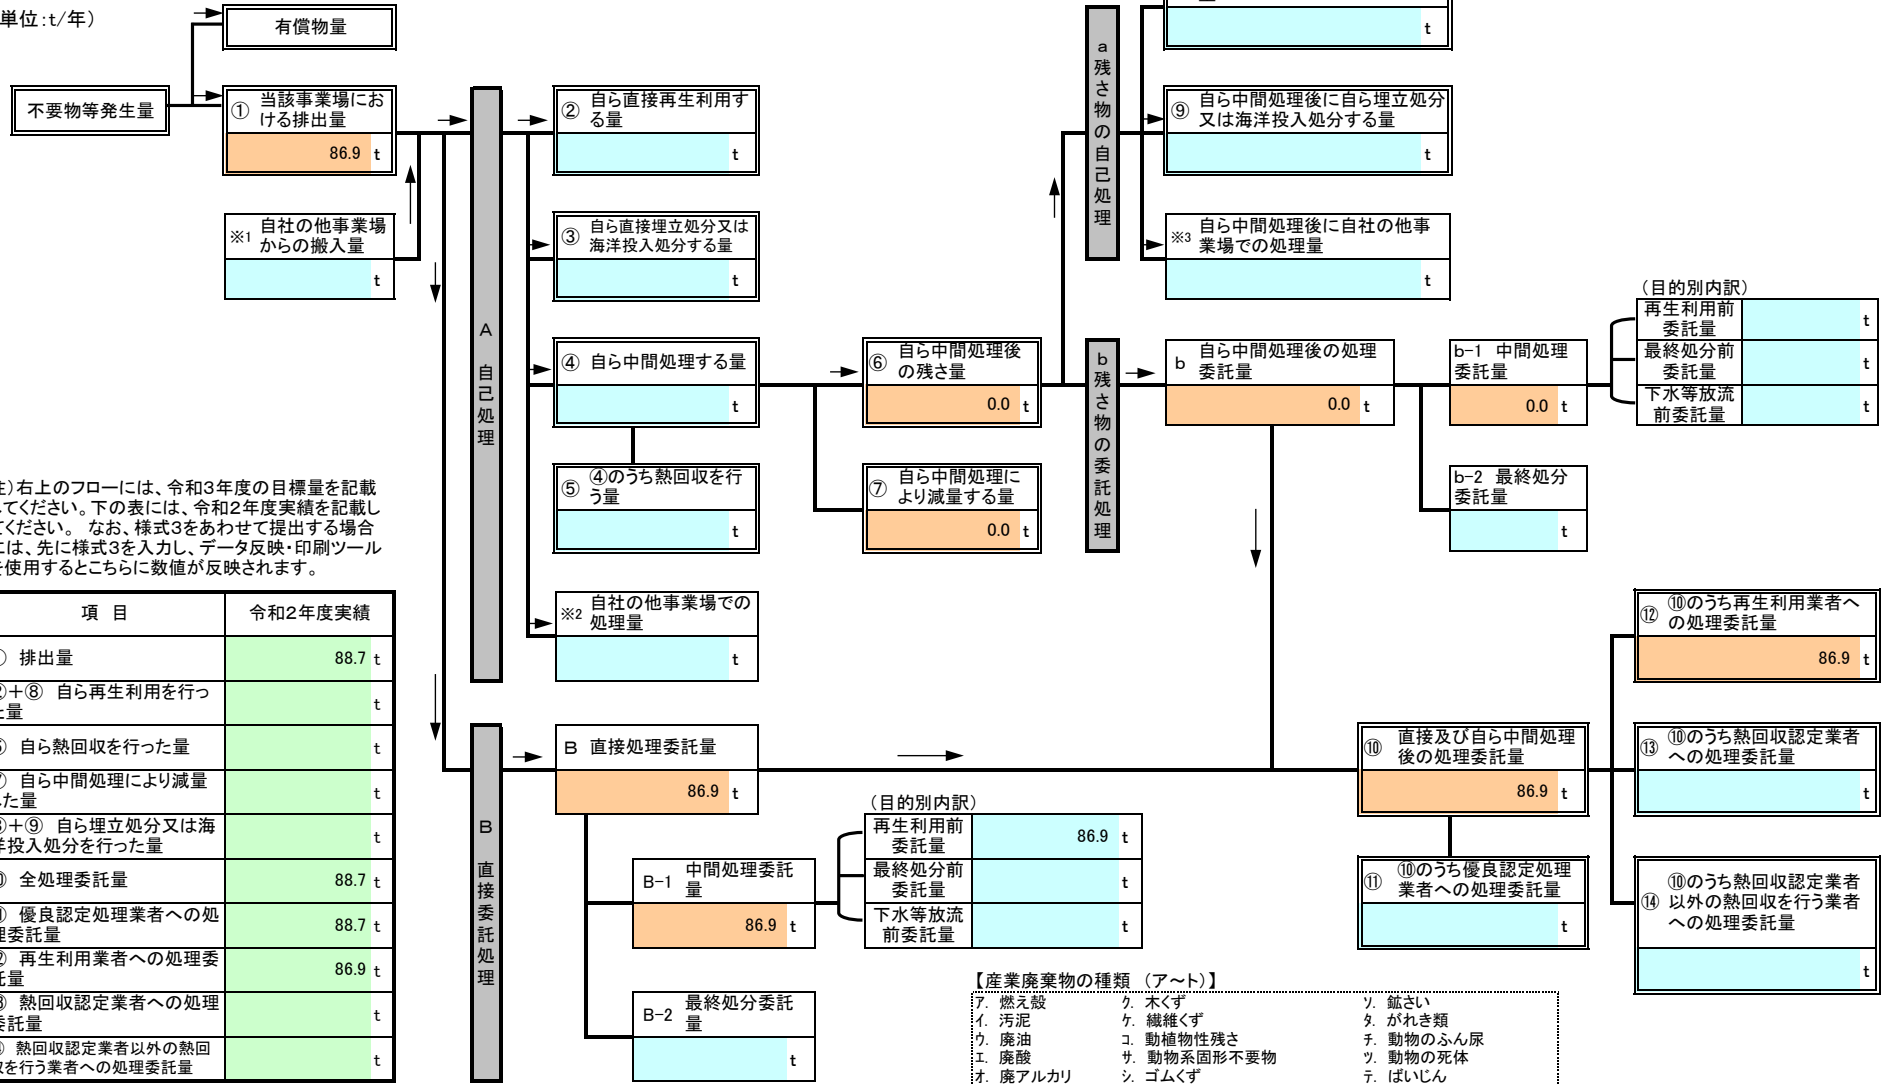 単位:t/年)
有償物量
不要物等発生量
① 当該事業場にお
ける排出量
86.9 t
※1 自社の他事業場
からの搬入量
t
A 自己処理
② 自ら直接再生利用す
る量
t
③ 自ら直接埋立処分又は
海洋投入処分する量
t
④ 自ら中間処理する量
t
⑤ ④のうち熱回収を行
う量
t
※2 自社の他事業場での
処理量
t
⑥ 自ら中間処理後
の残さ量
0.0 t
⑦ 自ら中間処理に
より減量する量
0.0 t
a 残さ物の自己処理
t
⑨ 自ら中間処理後に自ら埋立処分
又は海洋投入処分する量
t
※3 自ら中間処理後に自社の他事
業場での処理量
t
b 残さ物の委託処理
b 自ら中間処理後の処理
委託量
0.0 t
b-1 中間処理
委託量
0.0 t
b-2 最終処分
委託量
t
(目的別内訳)
再生利用前
委託量
t
最終処分前
委託量
t
下水等放流
前委託量
t
)右上のフローには、令和3年度の目標量を記載
てください。下の表には、令和2年度実績を記載し
ください。 なお、様式3をあわせて提出する場合
は、先に様式3を入力し、データ反映・印刷ツール
使用するとこちらに数値が反映されます。
項 目 令和2年度実績
排出量 88.7 t
+⑧ 自ら再生利用を行っ
量 t
自ら熱回収を行った量 t
自ら中間処理により減量
た量 t
+⑨ 自ら埋立処分又は海
投入処分を行った量 t
全処理委託量 88.7 t
優良認定処理業者への処
委託量 88.7 t
再生利用業者への処理委
量 86.9 t
熱回収認定業者への処理
託量 t
熱回収認定業者以外の熱回
を行う業者への処理委託量 t
B 直接委託処理
B 直接処理委託量
86.9 t
B-1 中間処理委託
量
86.9 t
B-2 最終処分委託
量
t
(目的別内訳)
再生利用前
委託量
86.9 t
最終処分前
委託量
t
下水等放流
前委託量
t
⑩ 直接及び自ら中間処理
後の処理委託量
86.9 t
⑪ ⑩のうち優良認定処理
業者への処理委託量
t
⑫ ⑩のうち再生利用業者へ
の処理委託量
86.9 t
⑬ ⑩のうち熱回収認定業者
への処理委託量
t
⑭ ⑩のうち熱回収認定業者
以外の熱回収を行う業者
への処理委託量
t
【産業廃棄物の種類 (ア~ト)】
ア. 燃え殻 ク. 木くず ソ. 鉱さい
イ. 汚泥 ケ. 繊維くず タ. がれき類
ウ. 廃油 コ. 動植物性残さ チ. 動物のふん尿
エ. 廃酸 サ. 動物系固形不要物 ツ. 動物の死体
オ. 廃アルカリ シ. ゴムくず テ. ばいじん